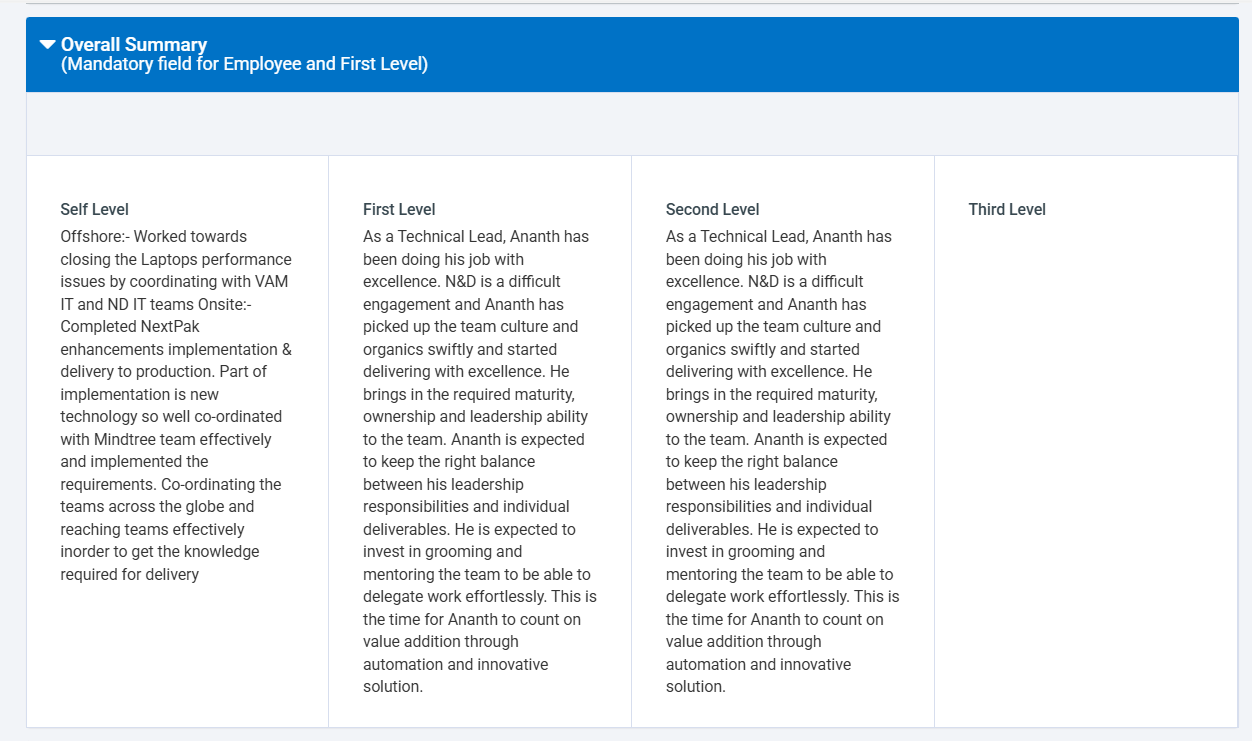 Overall Summary
(Mandatory field for Employee and First Level)
Self Level
Offshore:- Worked towards
closing the Laptops performance
issues by coordinating with VAM
IT and ND IT teams Onsite:-
Completed NextPak
enhancements implementation &
delivery to production. Part of
implementation is new
technology so well co-ordinated
with Mindtree team effectively
and implemented the
requirements. Co-ordinating the
teams across the globe and
reaching teams effectively
inorder to get the knowledge
required for delivery
First Level
As a Technical Lead, Ananth has
been doing his job with
excellence. N&D is a difficult
engagement and Ananth has
picked up the team culture and
organics swiftly and started
delivering with excellence. He
brings in the required maturity,
ownership and leadership ability
to the team. Ananth is expected
to keep the right balance
between his leadership
responsibilities and individual
deliverables. He is expected to
invest in grooming and
mentoring the team to be able to
delegate work effortlessly. This is
the time for Ananth to count on
value addition through
automation and innovative
solution.
Second Level
As a Technical Lead, Ananth has
been doing his job with
excellence. N&D is a difficult
engagement and Ananth has
picked up the team culture and
organics swiftly and started
delivering with excellence. He
brings in the required maturity,
ownership and leadership ability
to the team. Ananth is expected
to keep the right balance
between his leadership
responsibilities and individual
deliverables. He is expected to
invest in grooming and
mentoring the team to be able to
delegate work effortlessly. This is
the time for Ananth to count on
value addition through
automation and innovative
solution.
Third Level